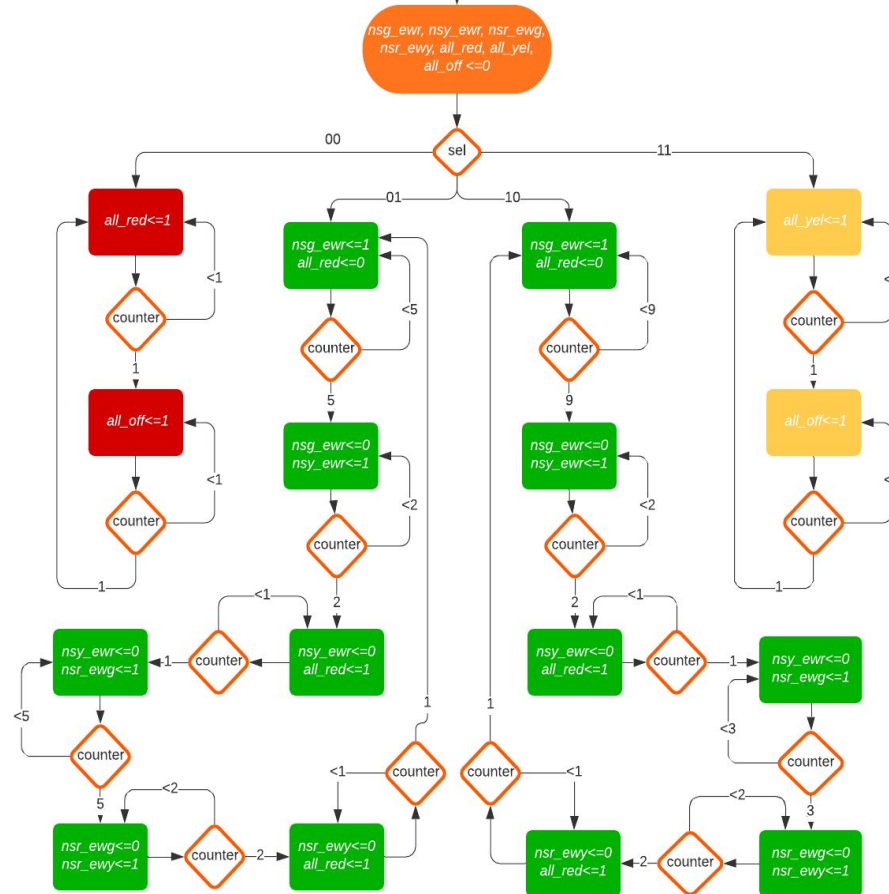 nsg_ewr, nsy_ewr, nsr_ewg,
nsr_ewy, all_red, all_yel,
all_off <=0
sel
00
01
10
11
all_red<=1
<1
counter
1
all_off<=1
<1
counter
1
nsg_ewr<=1
all_red<=0
<5
counter
5
nsg_ewr<=0
nsy_ewr<=1
<2
counter
2
nsy_ewr<=0
all_red<=1
<1
counter
1
nsy_ewr<=0
nsr_ewg<=1
<5
counter
5
nsr_ewg<=0
nsr_ewy<=1
<2
counter
2
nsr_ewy<=0
all_red<=1
<1
counter
1
nsg_ewr<=1
all_red<=0
<9
counter
9
nsg_ewr<=0
nsy_ewr<=1
<2
counter
2
nsy_ewr<=0
all_red<=1
<1
counter
1
nsy_ewr<=0
nsr_ewg<=1
<3
counter
3
nsr_ewg<=0
nsr_ewy<=1
<2
counter
2
nsr_ewy<=0
all_red<=1
<1
counter
1
all_yel<=1
<
counter
1
all_off<=1
<
counter
1